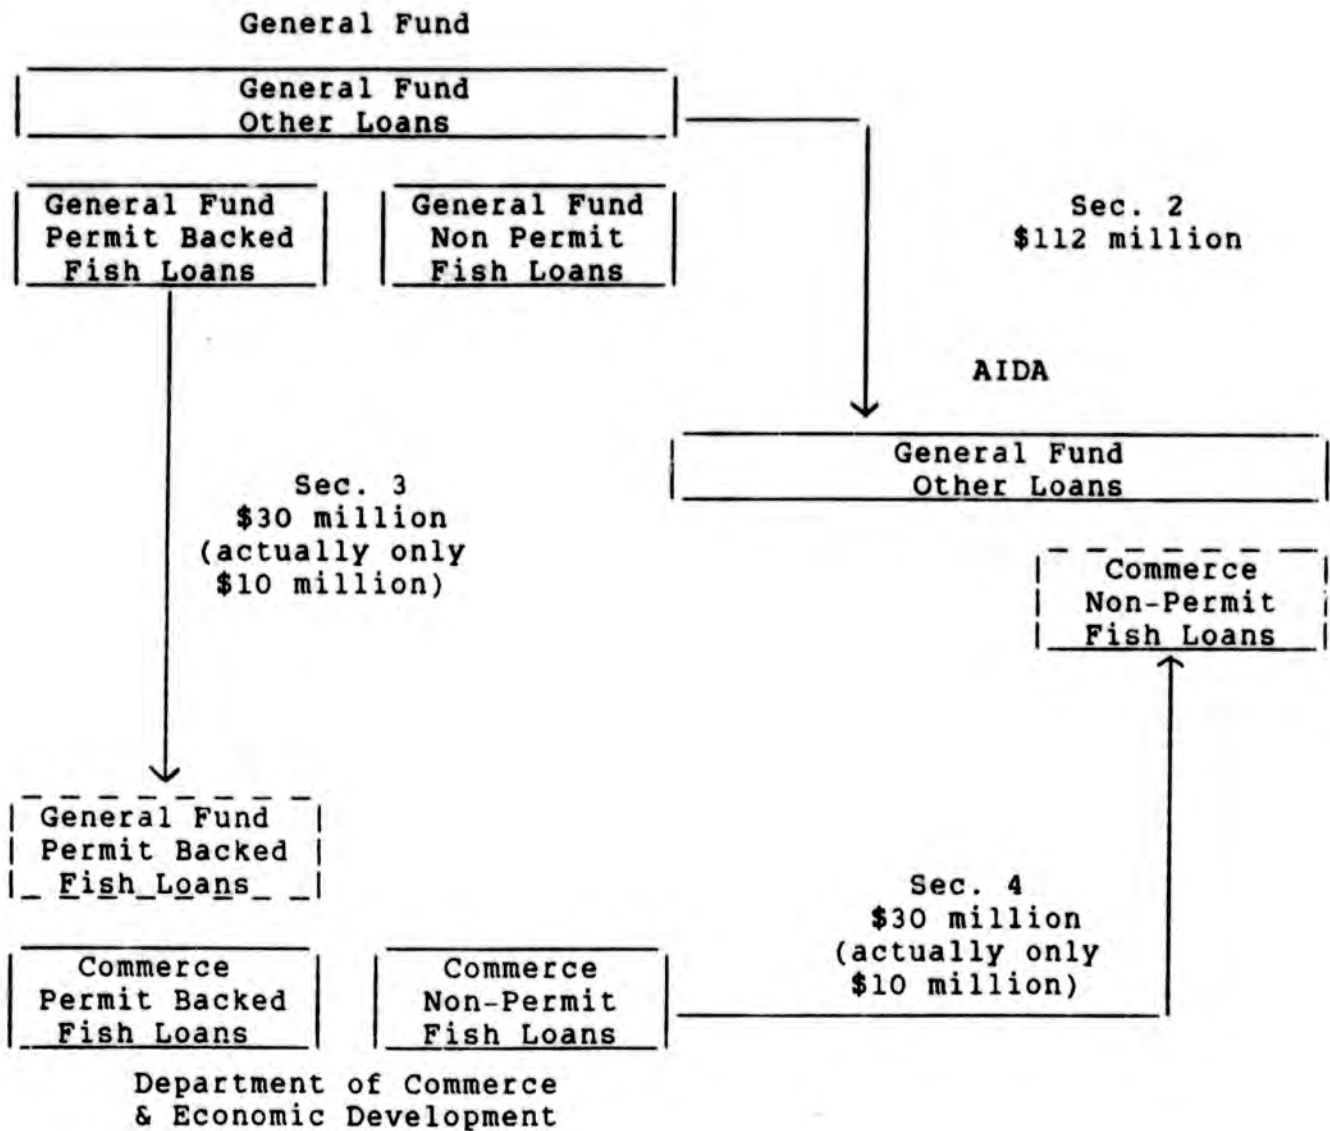 General Fund
General Fund
Other Loans
General Fund
Permit Backed
Fish Loans
General Fund
Non Permit
Fish Loans
Sec. 2
$112 million
AIDA
General Fund
Other Loans
Sec. 3
$30 million
(actually only
$10 million)
Commerce
Non-Permit
Fish Loans
General Fund
Permit Backed
Fish Loans
Sec. 4
$30 million
(actually only
$10 million)
Commerce
Permit Backed
Fish Loans
Commerce
Non-Permit
Fish Loans
Department of Commerce
& Economic Development